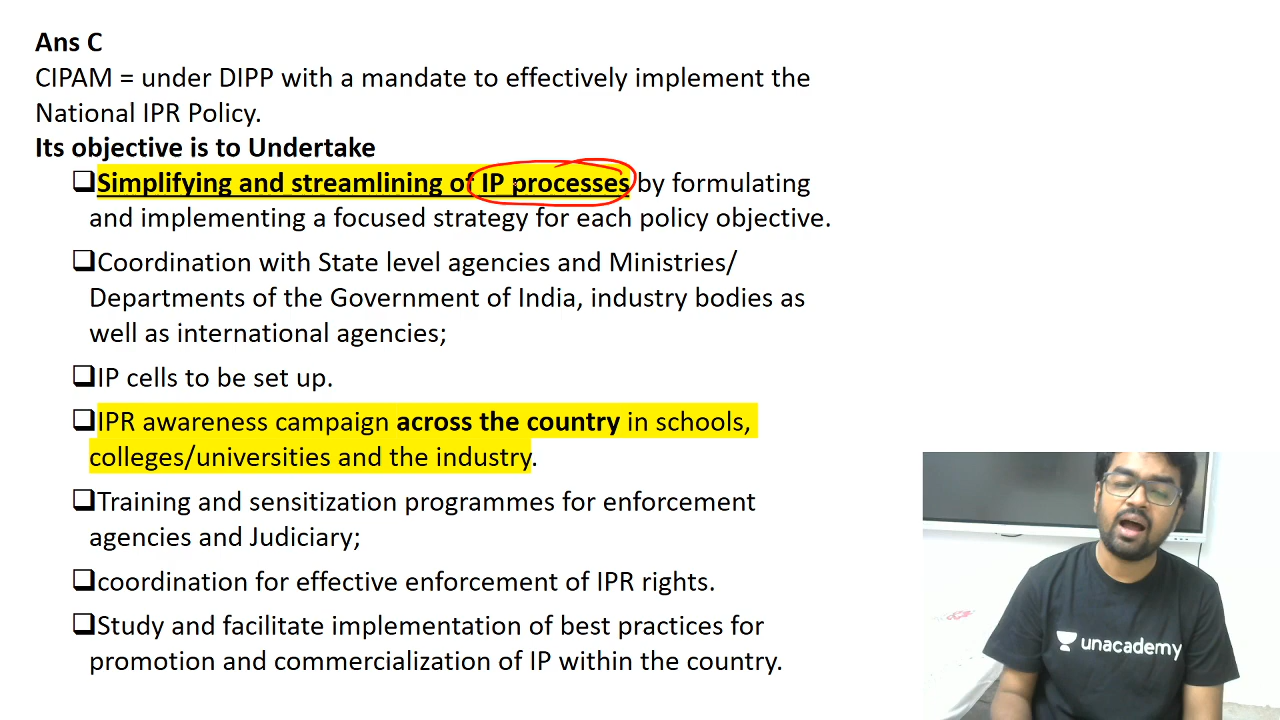 Ans C
CIPAM = under DIPP with a mandate to effectively implement the
National IPR Policy.
Its objective is to Undertake
❑Simplifying and streamlining of IP processes by formulating
and implementing a focused strategy for each policy objective.
❑Coordination with State level agencies and Ministries/
Departments of the Government of India, industry bodies as
well as international agencies;
❑IP cells to be set up.
❑IPR awareness campaign across the country in schools,
colleges/universities and the industry.
❑Training and sensitization programmes for enforcement
agencies and Judiciary;
❑coordination for effective enforcement of IPR rights.
❑Study and facilitate implementation of best practices for
promotion and commercialization of IP within the country.
unacademy